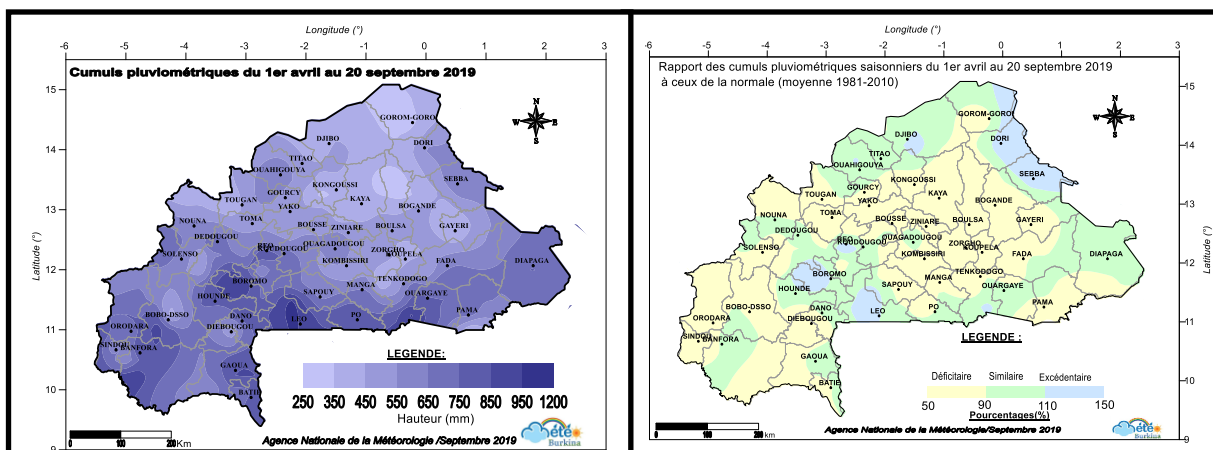 Longitude (°)
-6 -5 -4 -3 -2 -1 0 1 2 3
Cumuls pluviométriques du 1er avril au 20 septembre 2019
N
W E
S
15
14
13
12
11
10
9
Latitude (°)
GOROM-GOROM
DJIBO
DORI
TITAO
OUAHIGOUYA
SEBBA
KONGOUSSI
GOURCY
KAYA
TOUGAN
YAKO
BOGANDE
NOUNA
TOMA
BOUSSE
ZINIARE
BOULSA
GAYERI
DEDOUGOU
REO
KOUDOUGOU
OUAGADOUGOU
ZORGHO
KOUPELA
SOLENSO
KOMBISSIRI
FADA
DIAPAGA
BOROMO
TENKODOGO
MANGA
HOUNDE
SAPOUY
OUARGAYE
BOBO-DSSO
DANO
LEO
PO
PAMA
ORODARA
DIEBOUGOU
SINDOU
BANFORA
GAOUA
BATIE
LEGENDE:
250 350 450 550 650 750 850 950 1200
Hauteur (mm)
0 100 200 Km
Agence Nationale de la Météorologie /Septembre 2019
Météo
Burkina
Longitude (°)
-6 -5 -4 -3 -2 -1 0 1 2 3
Rapport des cumuls pluviométriques saisonniers du 1er avril au 20 septembre 2019
à ceux de la normale (moyenne 1981-2010)
N
W E
S
15
14
13
12
11
10
9
Latitude (°)
GOROM-GOROM
DJIBO
DORI
TITAO
OUAHIGOUYA
SEBBA
KONGOUSSI
GOURCY
KAYA
TOUGAN
YAKO
BOGANDE
NOUNA
TOMA
BOUSSE
ZINIARE
BOULSA
GAYERI
DEDOUGOU
REO
KOUDOUGOU
OUAGADOUGOU
ZORGHO
KOUPELA
SOLENSO
KOMBISSIRI
FADA
DIAPAGA
BOROMO
TENKODOGO
MANGA
HOUNDE
SAPOUY
OUARGAYE
BOBO-DSSO
DANO
LEO
PO
PAMA
ORODARA
DIEBOUGOU
SINDOU
BANFORA
GAOUA
BATIE
LEGENDE :
Déficitaire Similaire Excédentaire
50 90 110 150
Pourcentages(%)
0 100 200 km
Agence Nationale de la Météorologie/Septembre 2019
Météo
Burkina